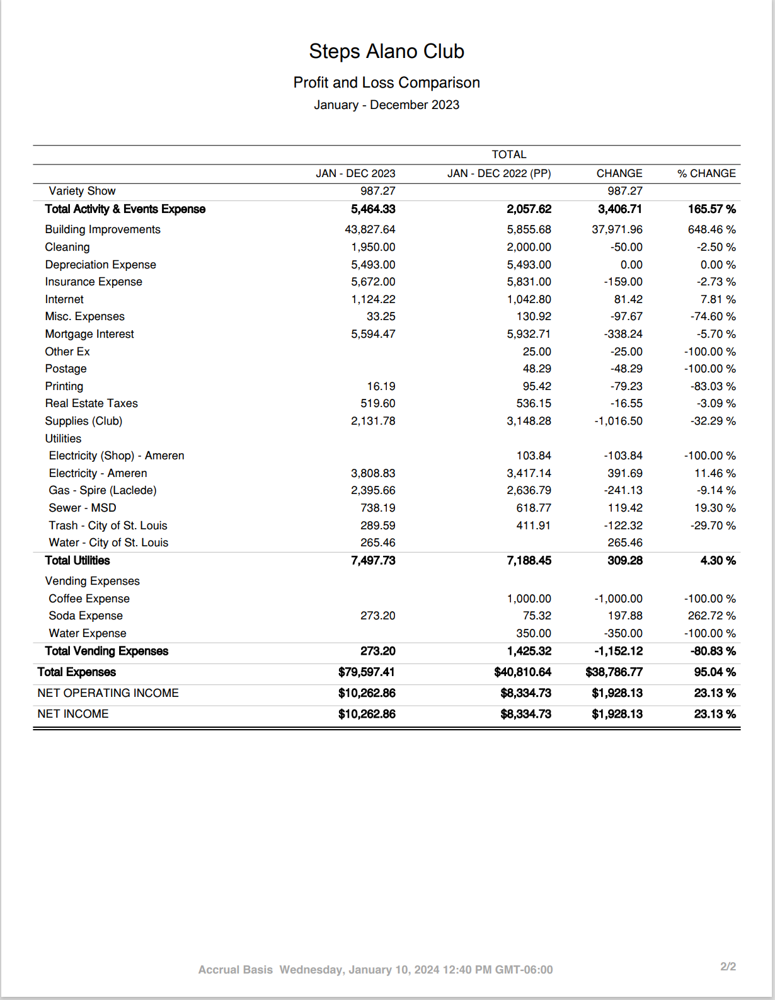 Steps Alano Club
Profit and Loss Comparison
January - December 2023
TOTAL
JAN - DEC 2023 JAN - DEC 2022 (PP) CHANGE % CHANGE
Variety Show 987.27 987.27
Total Activity & Events Expense 5,464.33 2,057.62 3,406.71 165.57 %
Building Improvements 43,827.64 5,855.68 37,971.96 648.46 %
Cleaning 1,950.00 2,000.00 -50.00 -2.50 %
Depreciation Expense 5,493.00 5,493.00 0.00 0.00 %
Insurance Expense 5,672.00 5,831.00 -159.00 -2.73 %
Internet 1,124.22 1,042.80 81.42 7.81 %
Misc. Expenses 33.25 130.92 -97.67 -74.60 %
Mortgage Interest 5,594.47 5,932.71 -338.24 -5.70 %
Other Ex 25.00 -25.00 -100.00 %
Postage 48.29 -48.29 -100.00 %
Printing 16.19 95.42 -79.23 -83.03 %
Real Estate Taxes 519.60 536.15 -16.55 -3.09 %
Supplies (Club) 2,131.78 3,148.28 -1,016.50 -32.29 %
Utilities
Electricity (Shop) - Ameren 103.84 -103.84 -100.00 %
Electricity - Ameren 3,808.83 3,417.14 391.69 11.46 %
Gas - Spire (Laclede) 2,395.66 2,636.79 -241.13 -9.14 %
Sewer - MSD 738.19 618.77 119.42 19.30 %
Trash - City of St. Louis 289.59 411.91 -122.32 -29.70 %
Water - City of St. Louis 265.46 265.46
Total Utilities 7,497.73 7,188.45 309.28 4.30 %
Vending Expenses
Coffee Expense 1,000.00 -1,000.00 -100.00 %
Soda Expense 273.20 75.32 197.88 262.72 %
Water Expense 350.00 -350.00 -100.00 %
Total Vending Expenses 273.20 1,425.32 -1,152.12 -80.83 %
Total Expenses $79,597.41 $40,810.64 $38,786.77 95.04 %
NET OPERATING INCOME $10,262.86 $8,334.73 $1,928.13 23.13 %
NET INCOME $10,262.86 $8,334.73 $1,928.13 23.13 %
Accrual Basis Wednesday, January 10, 2024 12:40 PM GMT-06:00 2/2